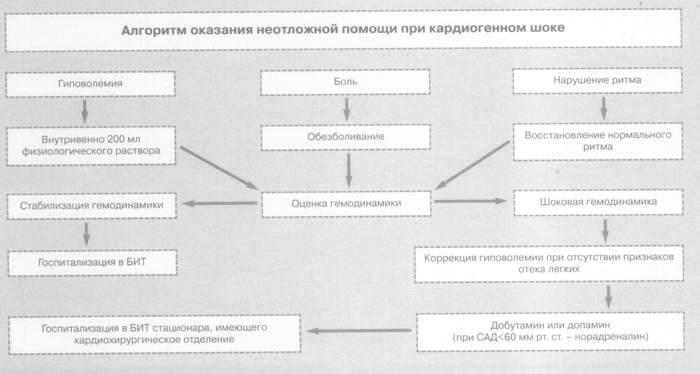 Алгоритм оказания неотложной помощи при кардиогенном шоке
Гиповолемия
Боль
Нарушение ритма
Внутривенно 200 мл
физиологического раствора
Обезболивание
Восстановление нормального
ритма
Стабилизация гемодинамики
Оценка гемодинамики
Шоковая гемодинамика
Госпитализация в БИТ
Коррекция гиповолемии при отсутствии признаков
отека легких
Госпитализация в БИТ стационара, имеющего
кардиохирургическое отделение
Добутамин или допамин
(при САД<60 мм рт. ст. – норадреналин)